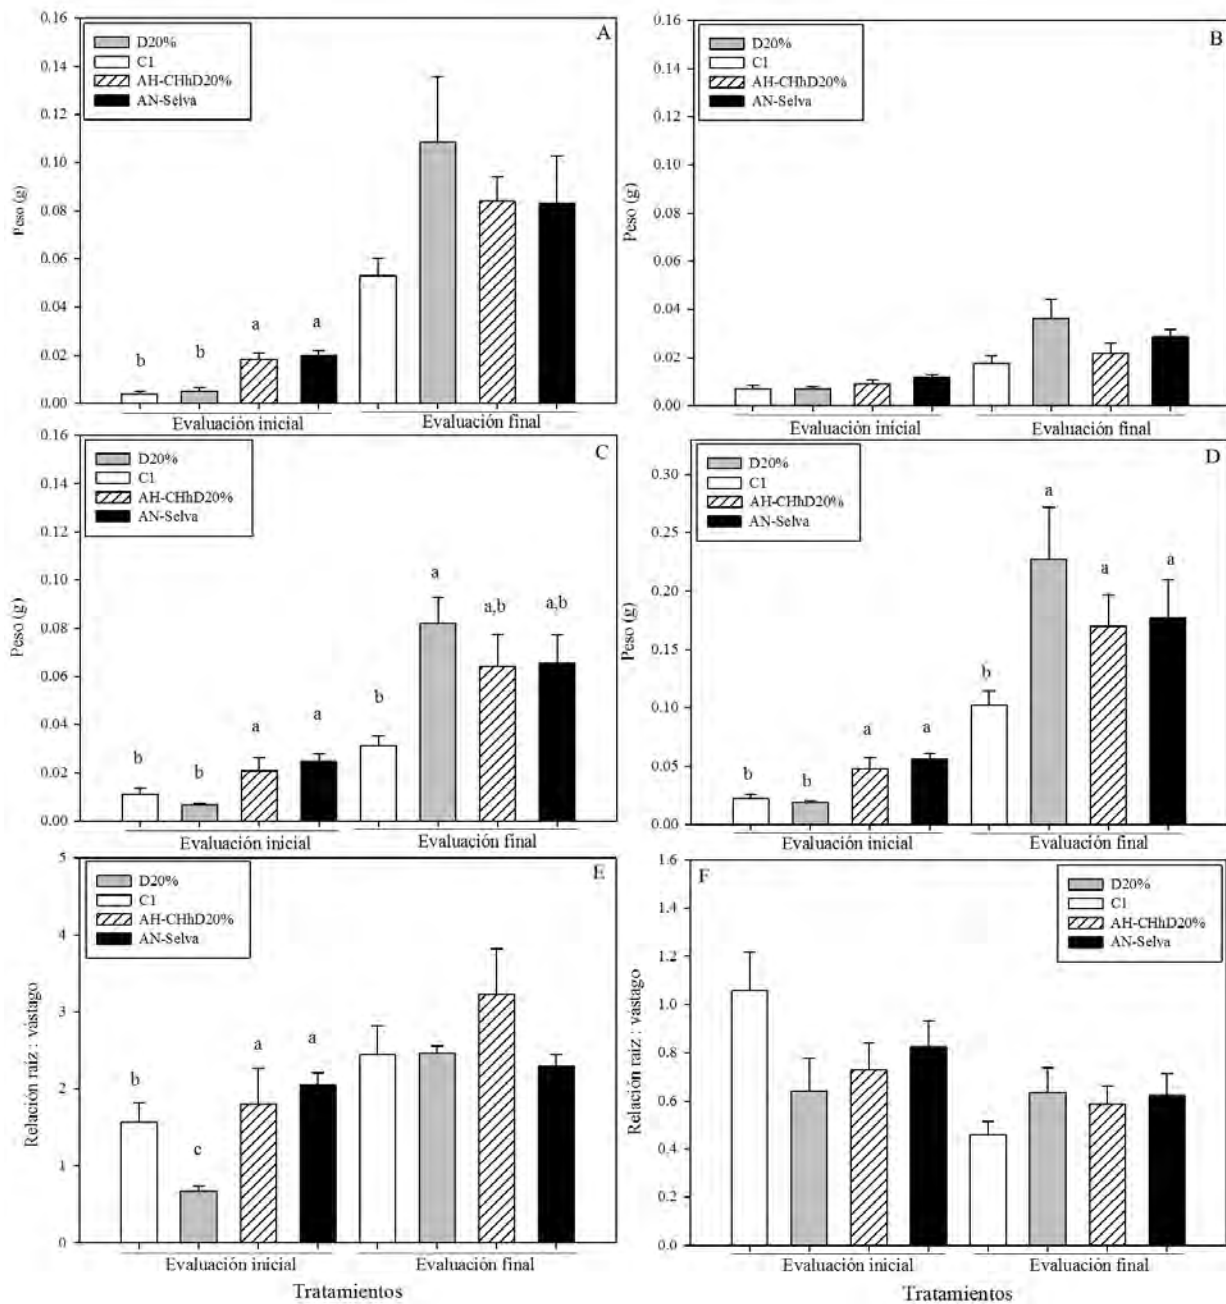 A
D20%
C1
AH-CHhD20%
AN-Selva
Peso (g)
0.16
0.14
0.12
0.10
0.08
0.06
0.04
0.02
0.00
b
b
a
a
Evaluación inicial
Evaluación final
B
D20%
C1
AH-CHhD20%
AN-Selva
Peso (g)
0.16
0.14
0.12
0.10
0.08
0.06
0.04
0.02
0.00
Evaluación inicial
Evaluación final
C
D20%
C1
AH-CHhD20%
AN-Selva
Peso (g)
0.16
0.14
0.12
0.10
0.08
0.06
0.04
0.02
0.00
b
b
a
a
b
a
a,b
a,b
Evaluación inicial
Evaluación final
D
D20%
C1
AH-CHhD20%
AN-Selva
Peso (g)
0.30
0.25
0.20
0.15
0.10
0.05
0.00
b
b
a
a
b
a
a
a
Evaluación inicial
Evaluación final
E
D20%
C1
AH-CHhD20%
AN-Selva
Relación raíz : vástago
5
4
3
2
1
0
b
c
a
a
Evaluación inicial
Evaluación final
Tratamientos
F
D20%
C1
AH-CHhD20%
AN-Selva
Relación raíz : vástago
1.6
1.4
1.2
1.0
0.8
0.6
0.4
0.2
0.0
Evaluación inicial
Evaluación final
Tratamientos